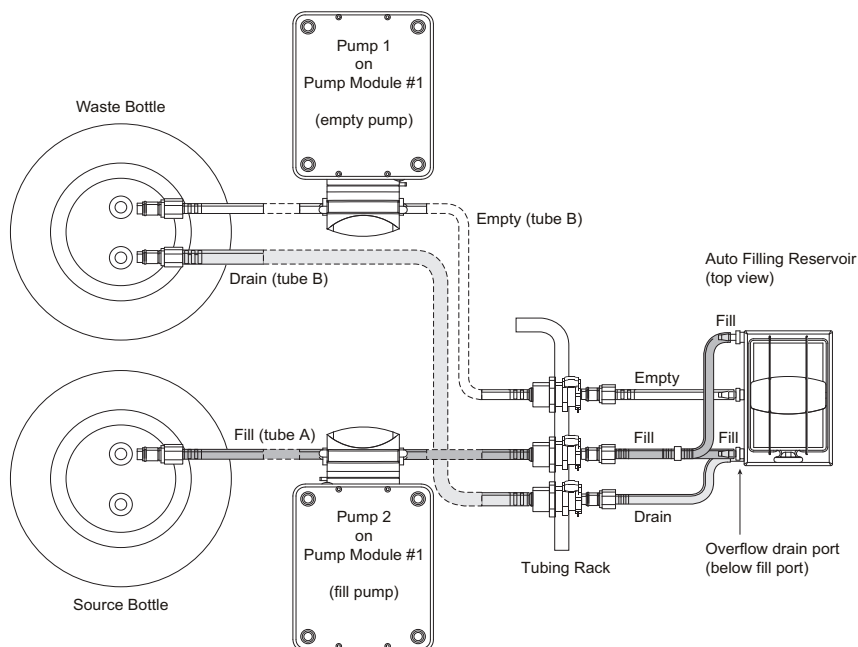 Pump 1
on
Pump Module #1
(empty pump)
Waste Bottle
Empty (tube B)
Drain (tube B)
Auto Filling Reservoir
(top view)
Fill
Empty
Fill (tube A)
Fill
Fill
Drain
Pump 2
on
Pump Module #1
(fill pump)
Tubing Rack
Overflow drain port
(below fill port)
Source Bottle